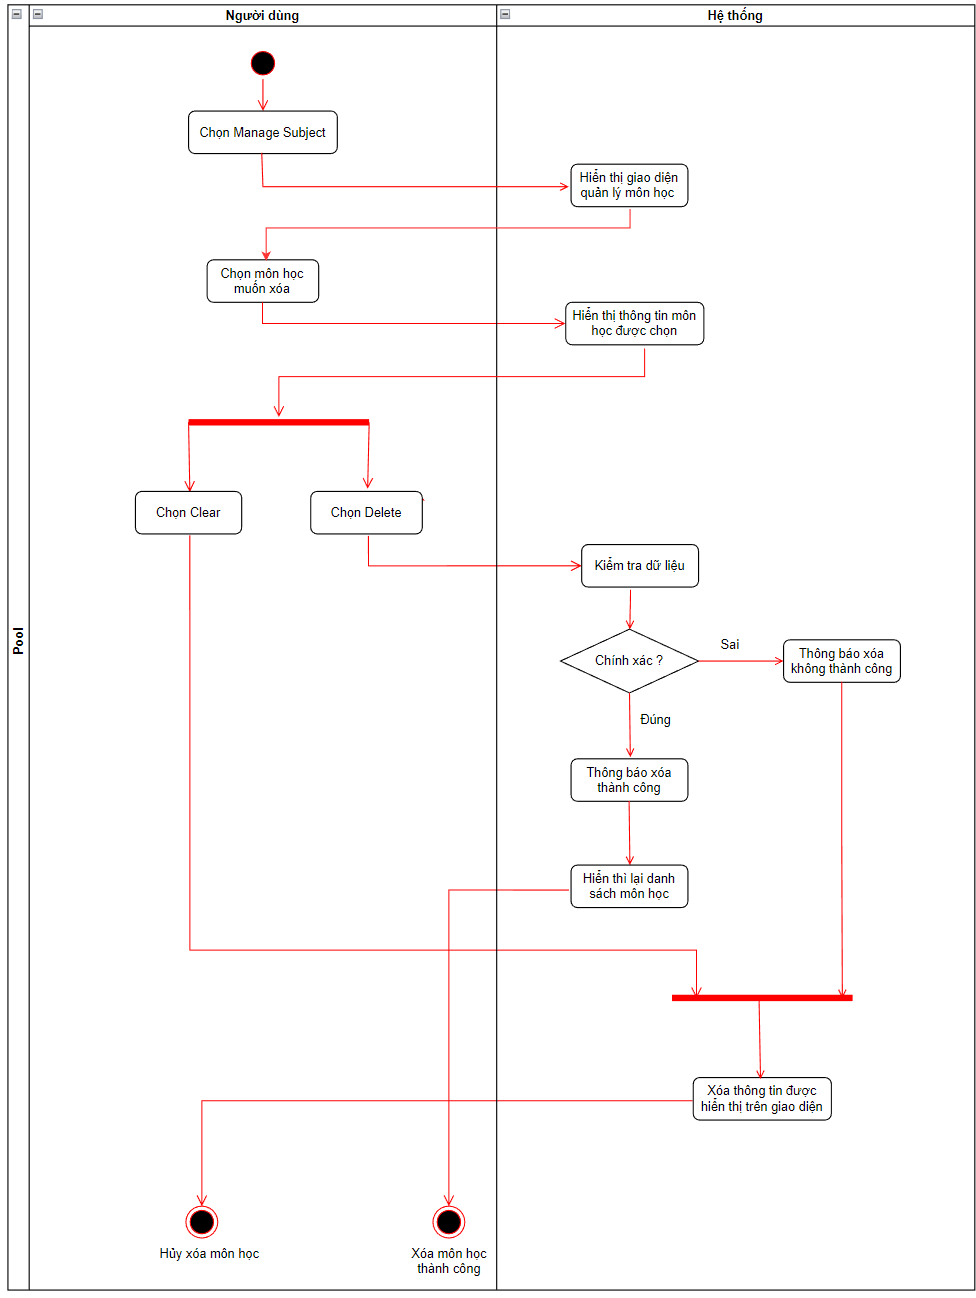 Người dùng
Hệ thống
Pool
Chọn Manage Subject
Hiển thị giao diện
quản lý môn học
Chọn môn học
muốn xóa
Hiển thị thông tin môn
học được chọn
Chọn Clear
Chọn Delete
Kiểm tra dữ liệu
Chính xác ?
Sai
Thông báo xóa
không thành công
Đúng
Thông báo xóa
thành công
Hiển thì lại danh
sách môn học
Xóa thông tin được
hiển thị trên giao diện
Hủy xóa môn học
Xóa môn học
thành công